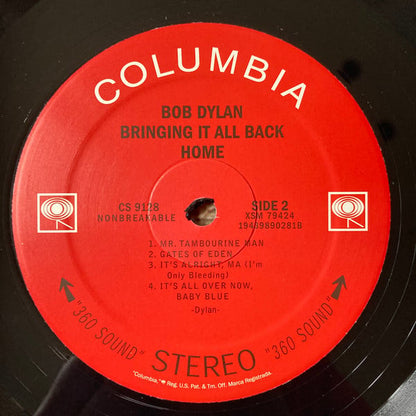 COLUMBIA
BOB DYLAN
BRINGING IT ALL BACK
HOME
CS 9128
NONBREAKABLE
SIDE 2
XSM 79424
19439890281B
1. MR. TAMBOURINE MAN
2. GATES OF EDEN
3. IT'S ALRIGHT, MA (I'm
Only Bleeding)
4. IT'S ALL OVER NOW,
BABY BLUE
-Dylan-
"360 SOUND" STEREO "360 SOUND"
"Columbia," Reg. U.S. Pat. & Tm. Off. Marca Registrada.